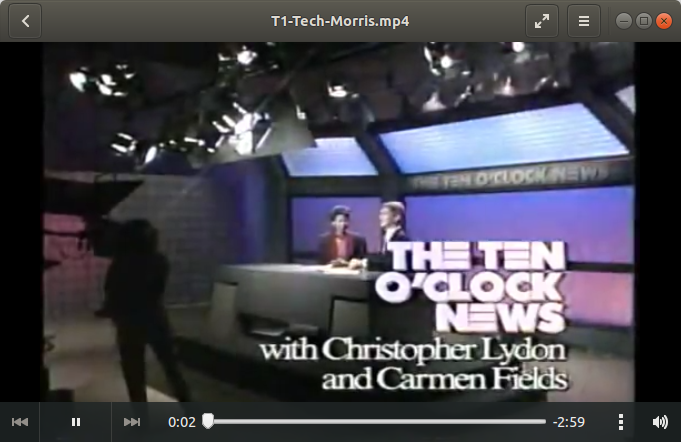 T1-Tech-Morris.mp4
THE TEN O'CLOCK NEWS
THE TEN
O'CLOCK
NEWS
with Christopher Lydon
and Carmen Fields
0:02
-2:59